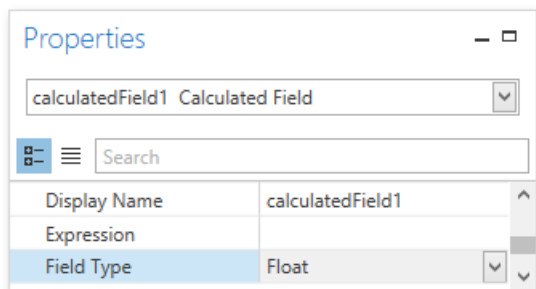 Properties
calculatedField1 Calculated Field
Search
Display Name calculatedField1
Expression
Field Type Float